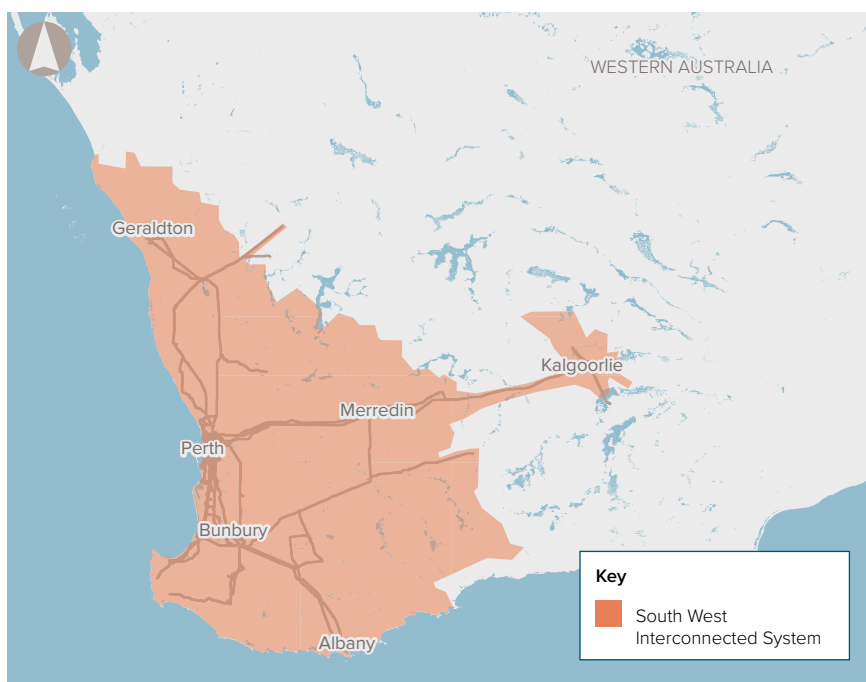 WESTERN AUSTRALIA
Geraldton
Kalgoorlie
Merredin
Perth
Bunbury
Albany
Key
South West
Interconnected System